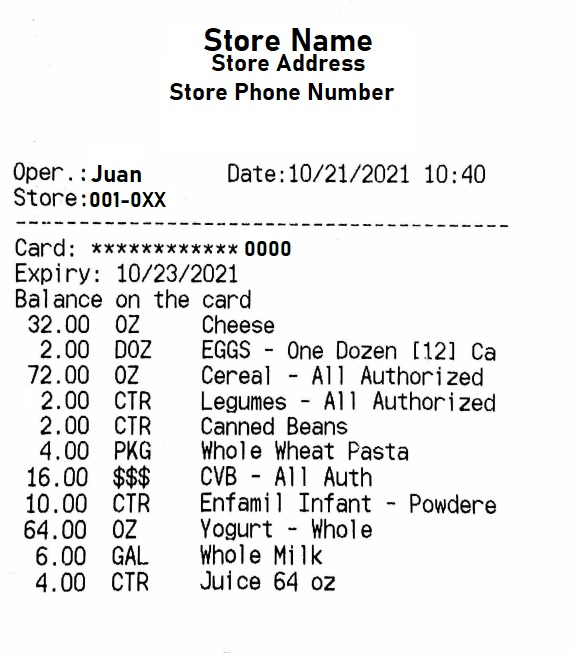 Store Name
Store Address
Store Phone Number
Oper.:Juan Date:10/21/2021 10:40
Store:001-0XX
----------------------------------------
Card: ************0000
Expiry: 10/23/2021
Balance on the card
32.00 OZ Cheese
2.00 DOZ EGGS - One Dozen [12] Ca
72.00 OZ Cereal - All Authorized
2.00 CTR Legumes - All Authorized
2.00 CTR Canned Beans
4.00 PKG Whole Wheat Pasta
16.00 $$$ CVB - All Auth
10.00 CTR Enfamil Infant - Powdere
64.00 OZ Yogurt - Whole
6.00 GAL Whole Milk
4.00 CTR Juice 64 oz